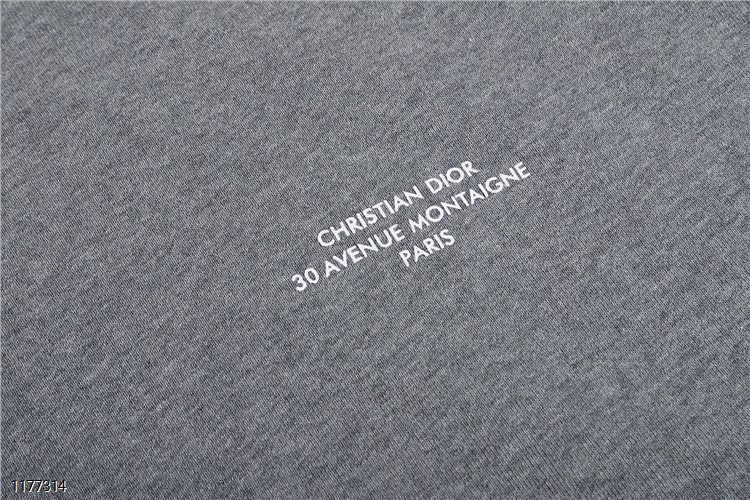 CHRISTIAN DIOR
30 AVENUE MONTAIGNE
PARIS
1177314